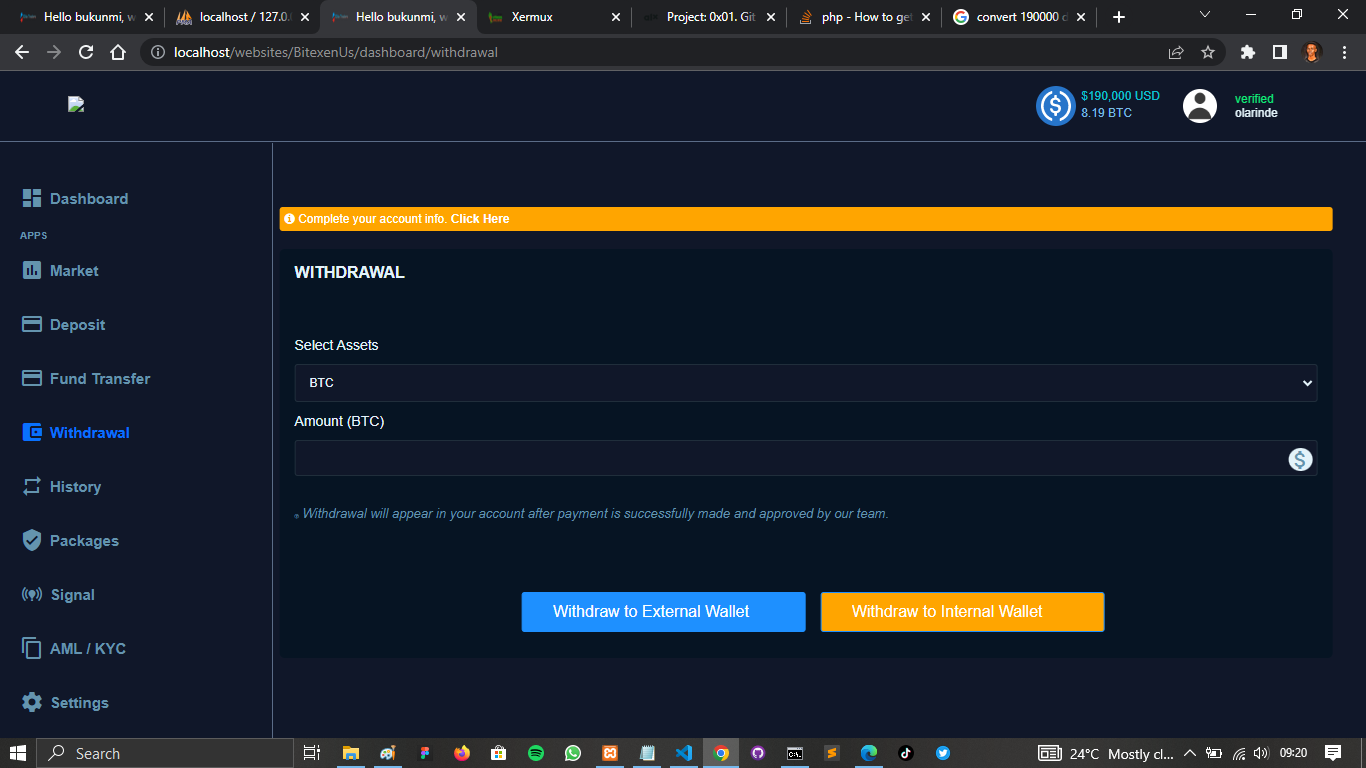 Hello bukunmi, w
localhost / 127.0.
Hello bukunmi, w
Xermux
Project: 0x01. Git
php - How to get
convert 190000 d
localhost/websites/BitexenUs/dashboard/withdrawal
$190,000 USD
8.19 BTC
verified
olarinde
Dashboard
APPS
Market
Deposit
Fund Transfer
Withdrawal
History
Packages
Signal
AML / KYC
Settings
Complete your account info. Click Here
WITHDRAWAL
Select Assets
BTC
Amount (BTC)
Withdrawal will appear in your account after payment is successfully made and approved by our team.
Withdraw to External Wallet
Withdraw to Internal Wallet
Search
24°C Mostly cl...
09:20